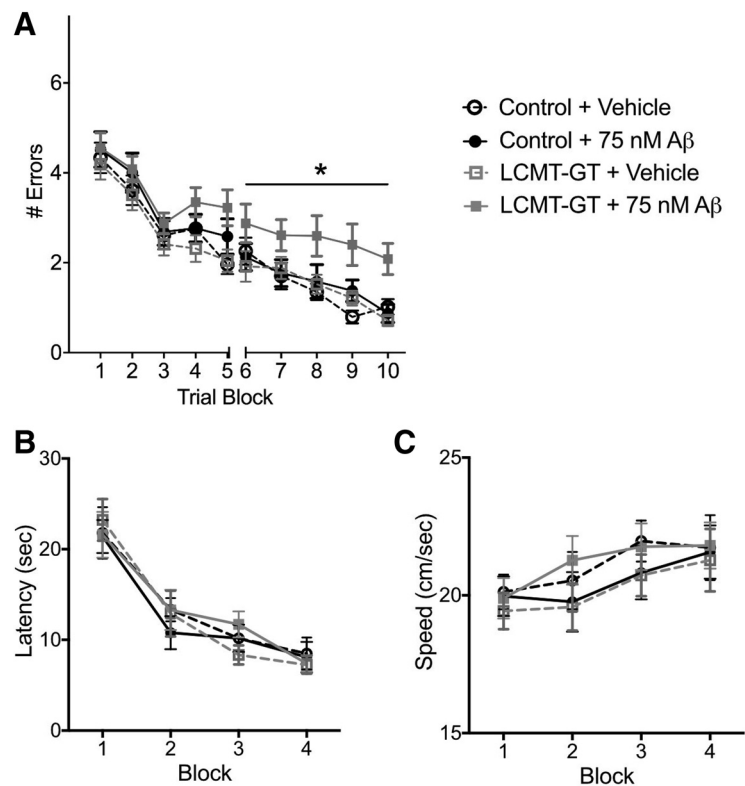 A
# Errors
6
4
2
0
*
1 2 3 4 5 6 7 8 9 10
Trial Block
Control + Vehicle
Control + 75 nM Aβ
LCMT-GT + Vehicle
LCMT-GT + 75 nM Aβ
B
Latency (sec)
30
20
10
0
1 2 3 4
Block
C
Speed (cm/sec)
25
20
15
1 2 3 4
Block